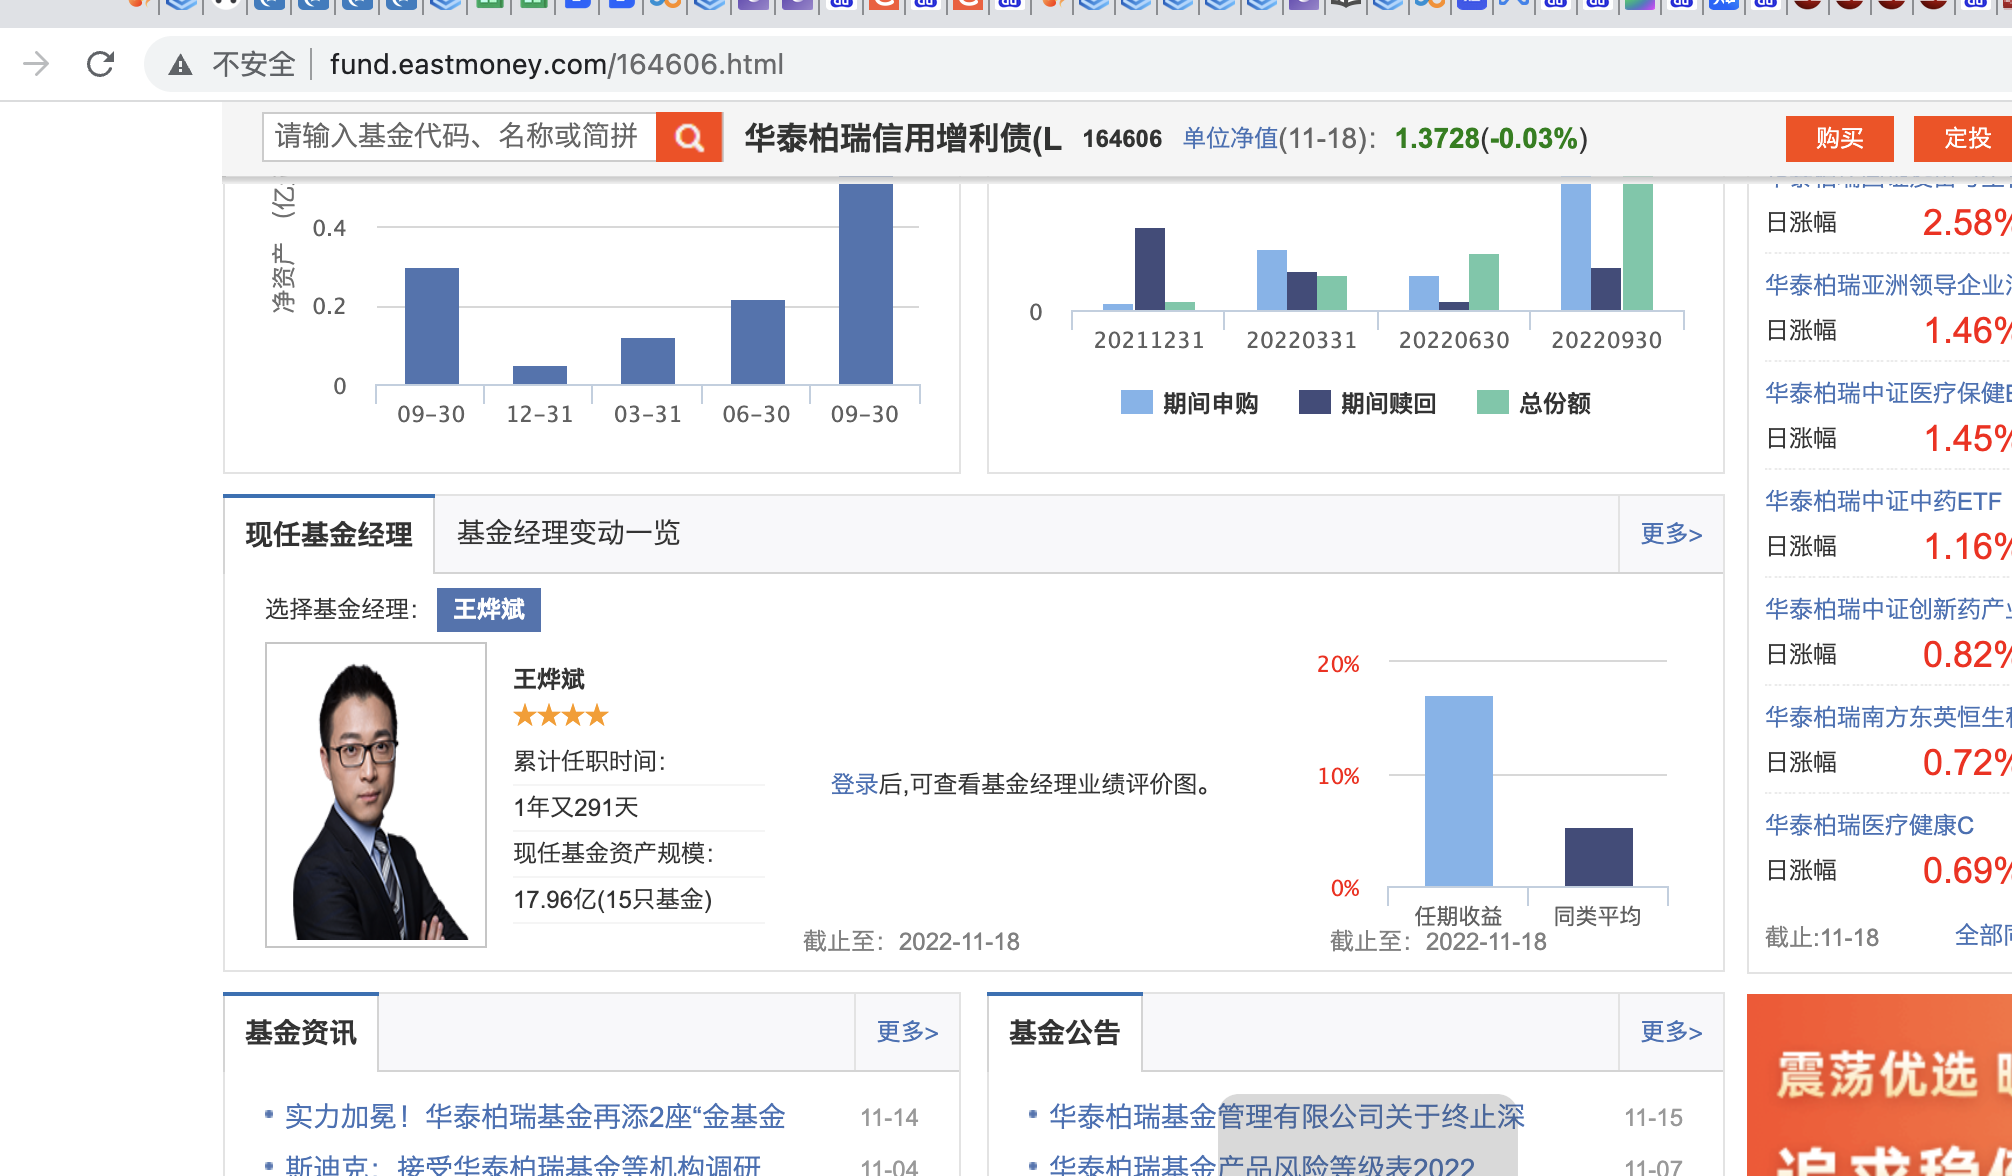 不安全 fund.eastmoney.com/164606.html
请输入基金代码、名称或简拼 华泰柏瑞信用增利债(L 164606 单位净值(11-18)： 1.3728(-0.03%) 购买 定投
净资产（亿
0.4
0.2
0
09-30 12-31 03-31 06-30 09-30
0
20211231 20220331 20220630 20220930
期间申购 期间赎回 总份额
日涨幅 2.58%
华泰柏瑞亚洲领导企业
日涨幅 1.46%
华泰柏瑞中证医疗保健E
日涨幅 1.45%
华泰柏瑞中证中药ETF
日涨幅 1.16%
华泰柏瑞中证创新药产业
日涨幅 0.82%
华泰柏瑞南方东英恒生科
日涨幅 0.72%
华泰柏瑞医疗健康C
日涨幅 0.69%
截止:11-18 全部同
现任基金经理 基金经理变动一览 更多>
选择基金经理： 王烨斌
王烨斌
★★★★
累计任职时间：
1年又291天
现任基金资产规模：
17.96亿(15只基金)
登录后,可查看基金经理业绩评价图。
截止至：2022-11-18
20%
10%
0%
任期收益 同类平均
截止至：2022-11-18
基金资讯 更多>
实力加冕！华泰柏瑞基金再添2座“金基金 11-14
斯迪克：接受华泰柏瑞基金等机构调研 11-04
基金公告 更多>
华泰柏瑞基金管理有限公司关于终止深 11-15
华泰柏瑞基金产品风险等级表2022 11-07
震荡优选
追求稳